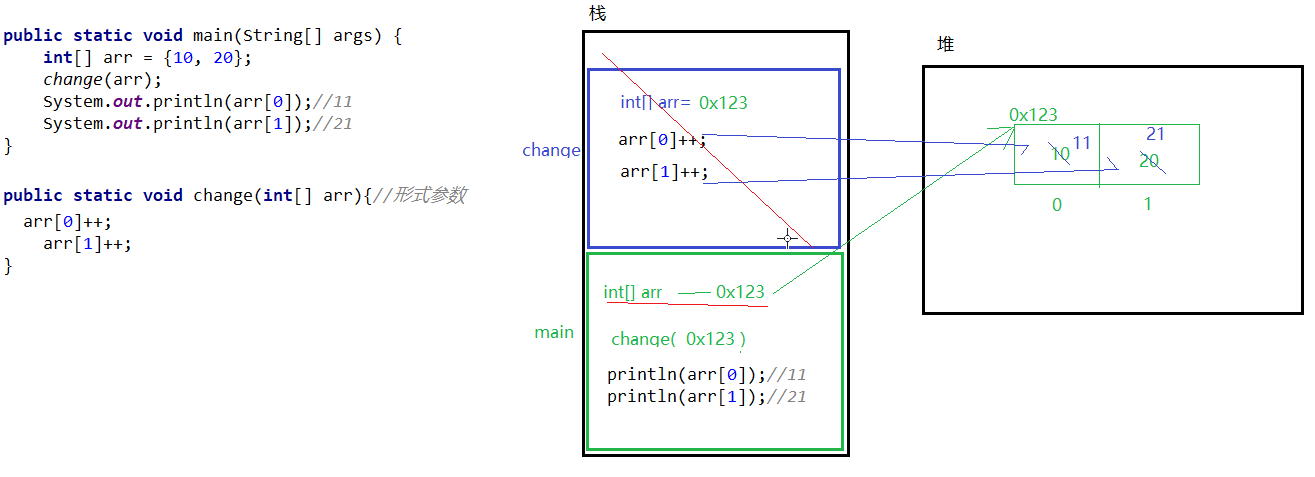 public static void main(String[] args) {
int[] arr = {10, 20};
change(arr);
System.out.println(arr[0]);//11
System.out.println(arr[1]);//21
}
public static void change(int[] arr){//形式参数
arr[0]++;
arr[1]++;
}
栈
change
int[] arr= 0x123
arr[0]++;
arr[1]++;
main
int[] arr 0x123
change( 0x123 )
println(arr[0]);//11
println(arr[1]);//21
堆
0x123
10 11
20 21
0 1